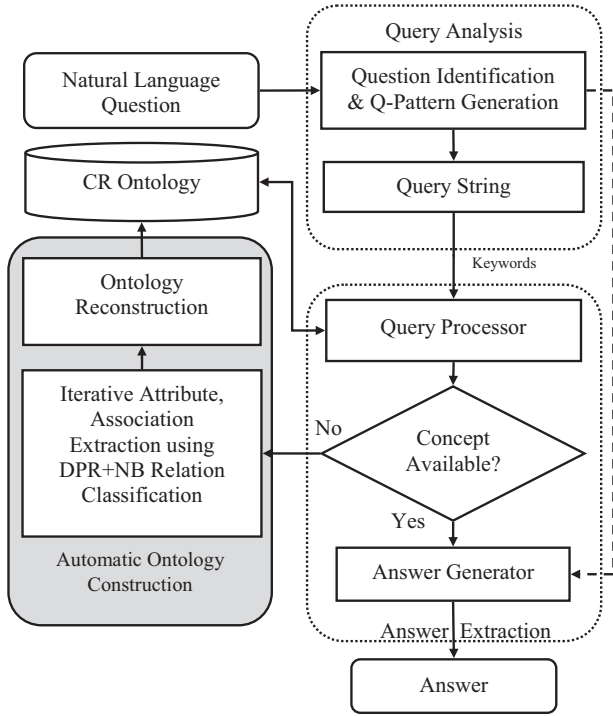 Query Analysis
Natural Language
Question
Question Identification
& Q-Pattern Generation
CR Ontology
Query String
Keywords
Ontology
Reconstruction
Query Processor
Iterative Attribute,
Association
Extraction using
DPR+NB Relation
Classification
No
Concept
Available?
Yes
Automatic Ontology
Construction
Answer Generator
Answer Extraction
Answer